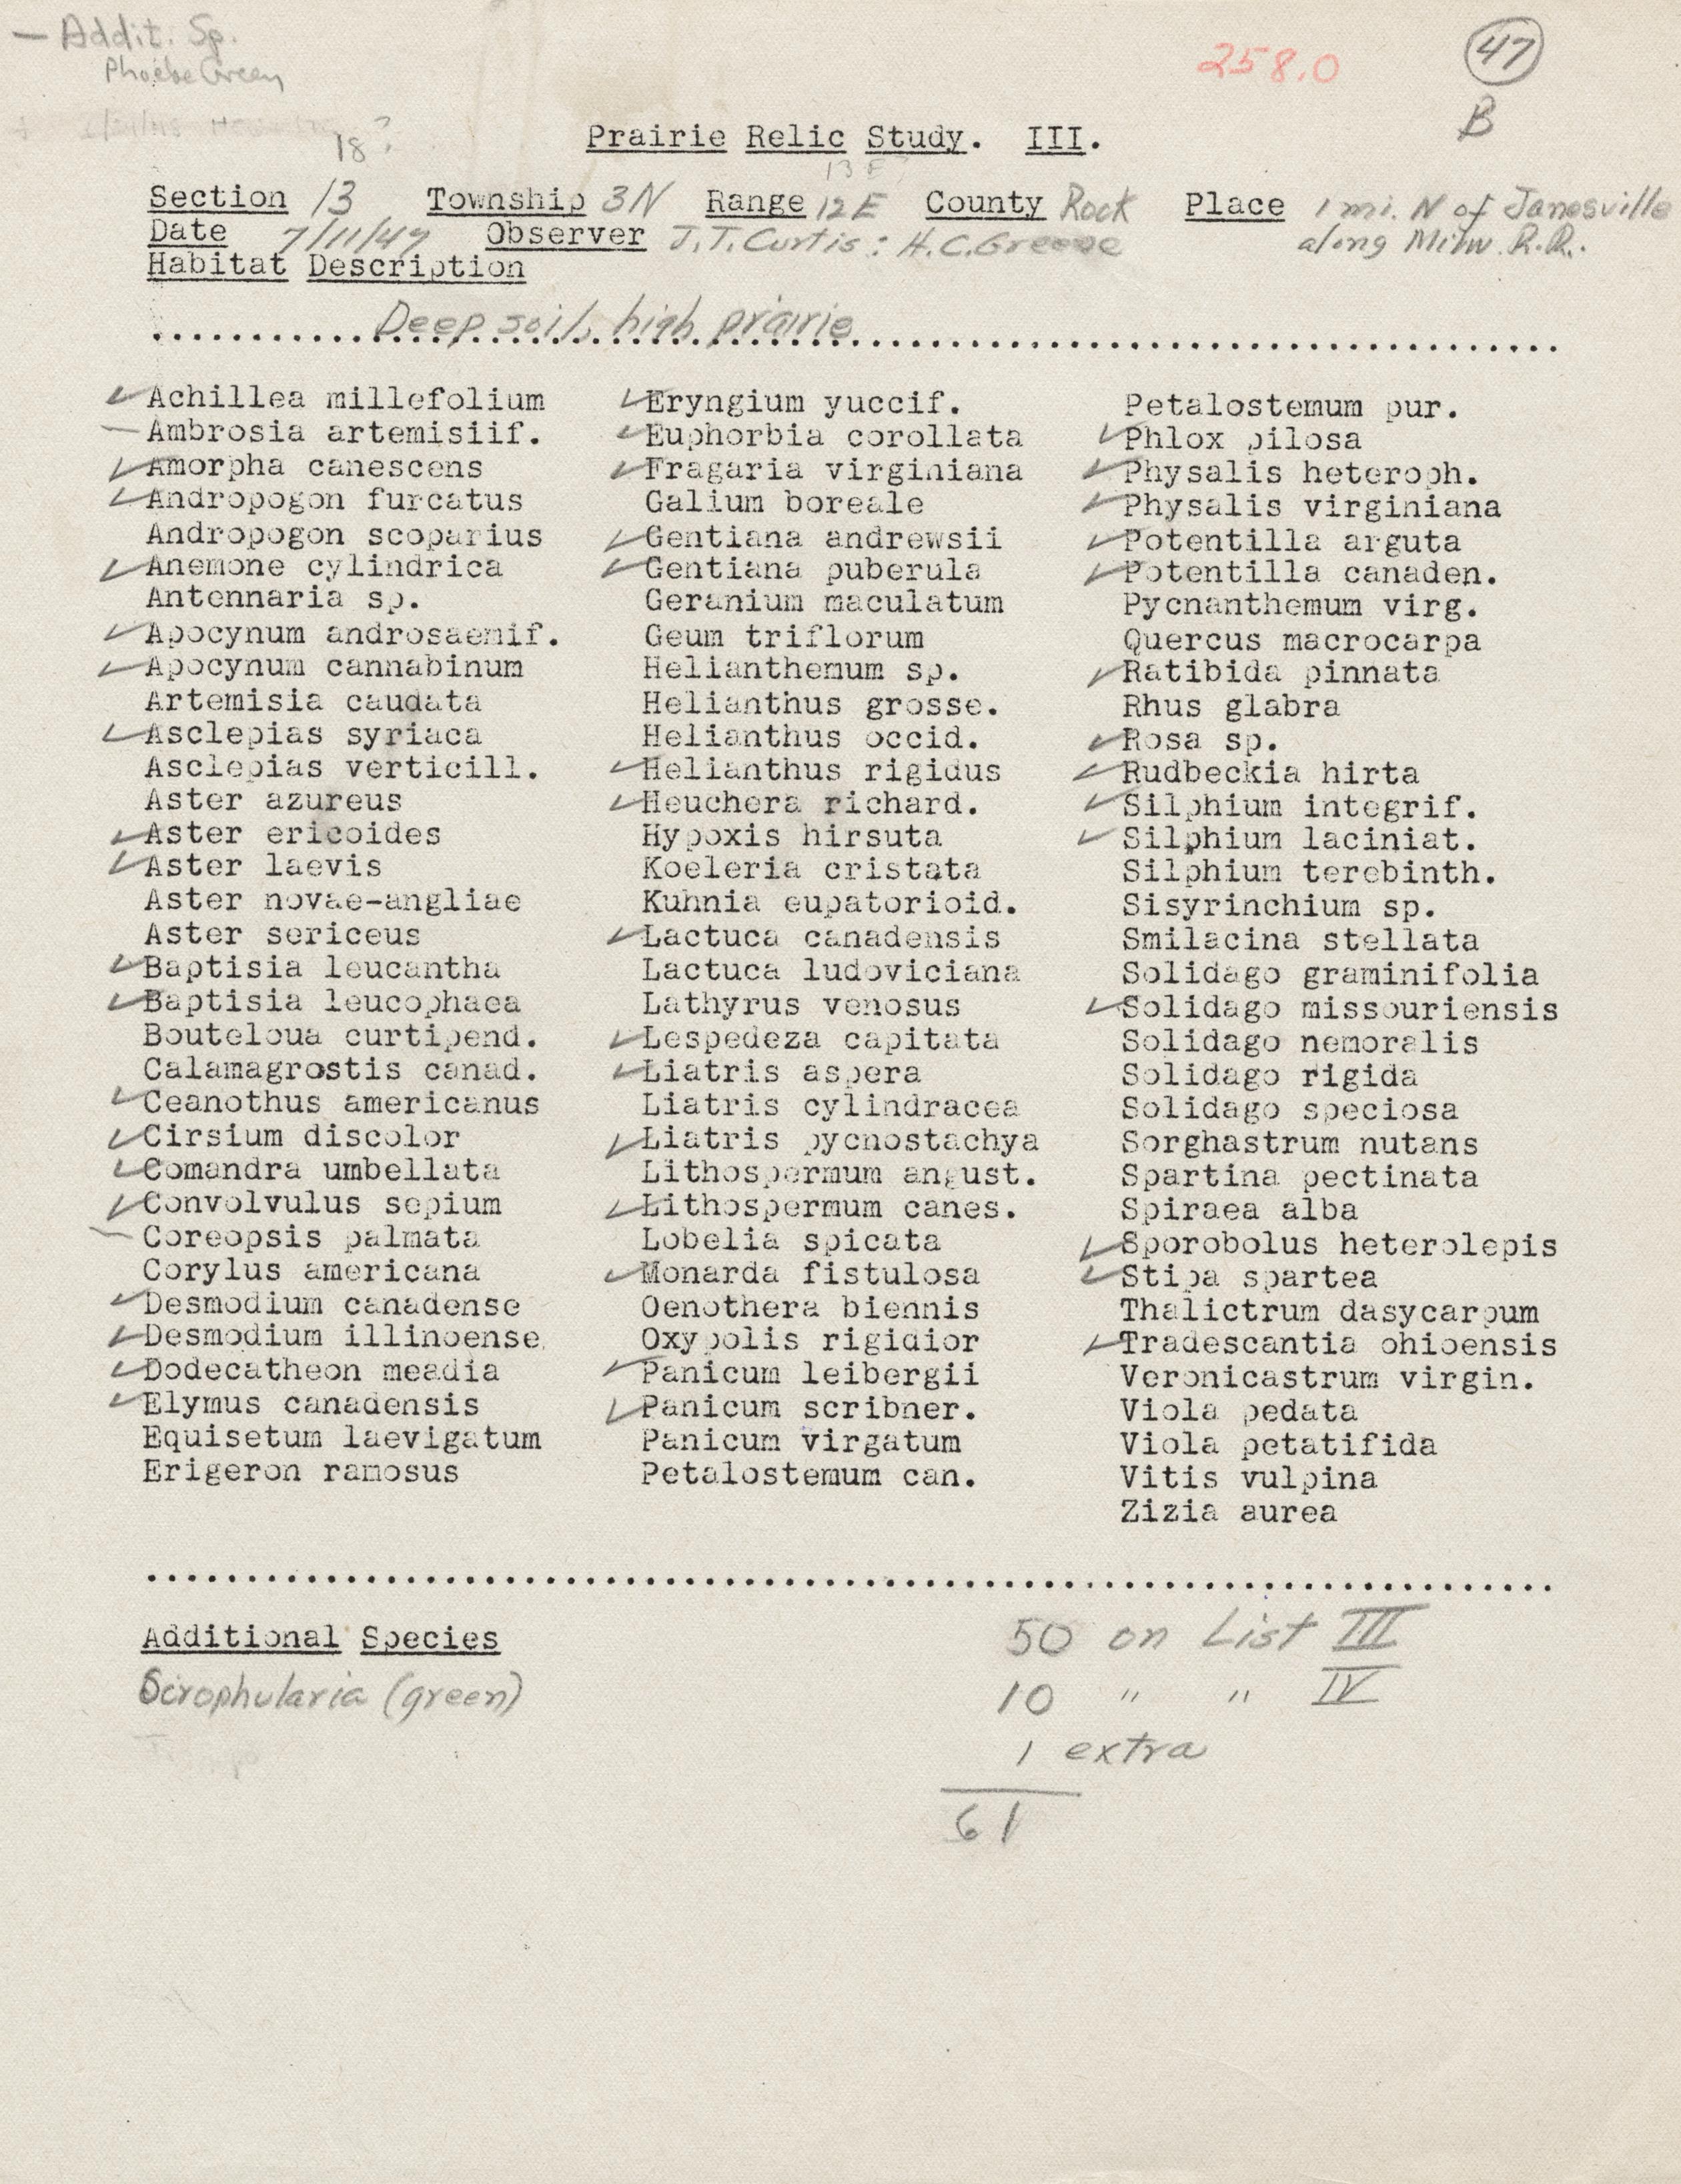 — Addit. Sp.
Phoebe Green
258.0
47
B
18?
Prairie Relic Study. III.
13 E?
Section 13 Township 3N Range 12E County Rock Place 1 mi. N of Janesville
Date 7/11/47 Observer J.T. Curtis : H.C. Greene along Milw. R.R.
Habitat Description
Deep soil, high prairie
✓ Achillea millefolium
— Ambrosia artemisiif.
✓ Amorpha canescens
✓ Andropogon furcatus
Andropogon scoparius
✓ Anemone cylindrica
Antennaria sp.
✓ Apocynum androsaemif.
✓ Apocynum cannabinum
Artemisia caudata
✓ Asclepias syriaca
Asclepias verticill.
Aster azureus
✓ Aster ericoides
✓ Aster laevis
Aster novae-angliae
Aster sericeus
✓ Baptisia leucantha
✓ Baptisia leucophaea
Bouteloua curtipend.
Calamagrostis canad.
✓ Ceanothus americanus
✓ Cirsium discolor
✓ Comandra umbellata
✓ Convolvulus sepium
— Coreopsis palmata
Corylus americana
✓ Desmodium canadense
✓ Desmodium illinoense
✓ Dodecatheon meadia
✓ Elymus canadensis
Equisetum laevigatum
Erigeron ramosus
✓ Eryngium yuccif.
✓ Euphorbia corollata
✓ Fragaria virginiana
Galium boreale
✓ Gentiana andrewsii
✓ Gentiana puberula
Geranium maculatum
Geum triflorum
Helianthemum sp.
Helianthus grosse.
Helianthus occid.
✓ Helianthus rigidus
✓ Heuchera richard.
Hypoxis hirsuta
Koeleria cristata
Kuhnia eupatorioid.
✓ Lactuca canadensis
Lactuca ludoviciana
Lathyrus venosus
✓ Lespedeza capitata
✓ Liatris aspera
Liatris cylindracea
✓ Liatris pycnostachya
Lithospermum angust.
✓ Lithospermum canes.
Lobelia spicata
✓ Monarda fistulosa
Oenothera biennis
Oxypolis rigidior
✓ Panicum leibergii
✓ Panicum scribner.
Panicum virgatum
Petalostemum can.
Petalostemum pur.
✓ Phlox pilosa
✓ Physalis heteroph.
✓ Physalis virginiana
✓ Potentilla arguta
✓ Potentilla canaden.
Pycnanthemum virg.
Quercus macrocarpa
✓ Ratibida pinnata
Rhus glabra
✓ Rosa sp.
✓ Rudbeckia hirta
✓ Silphium integrif.
✓ Silphium laciniat.
Silphium terebinth.
Sisyrinchium sp.
Smilacina stellata
Solidago graminifolia
✓ Solidago missouriensis
Solidago nemoralis
Solidago rigida
Solidago speciosa
Sorghastrum nutans
Spartina pectinata
Spiraea alba
✓ Sporobolus heterolepis
✓ Stipa spartea
Thalictrum dasycarpum
✓ Tradescantia ohioensis
Veronicastrum virgin.
Viola pedata
Viola petatifida
Vitis vulpina
Zizia aurea
Additional Species
Scrophularia (green)
50 on List III
10 " " IV
1 extra
61